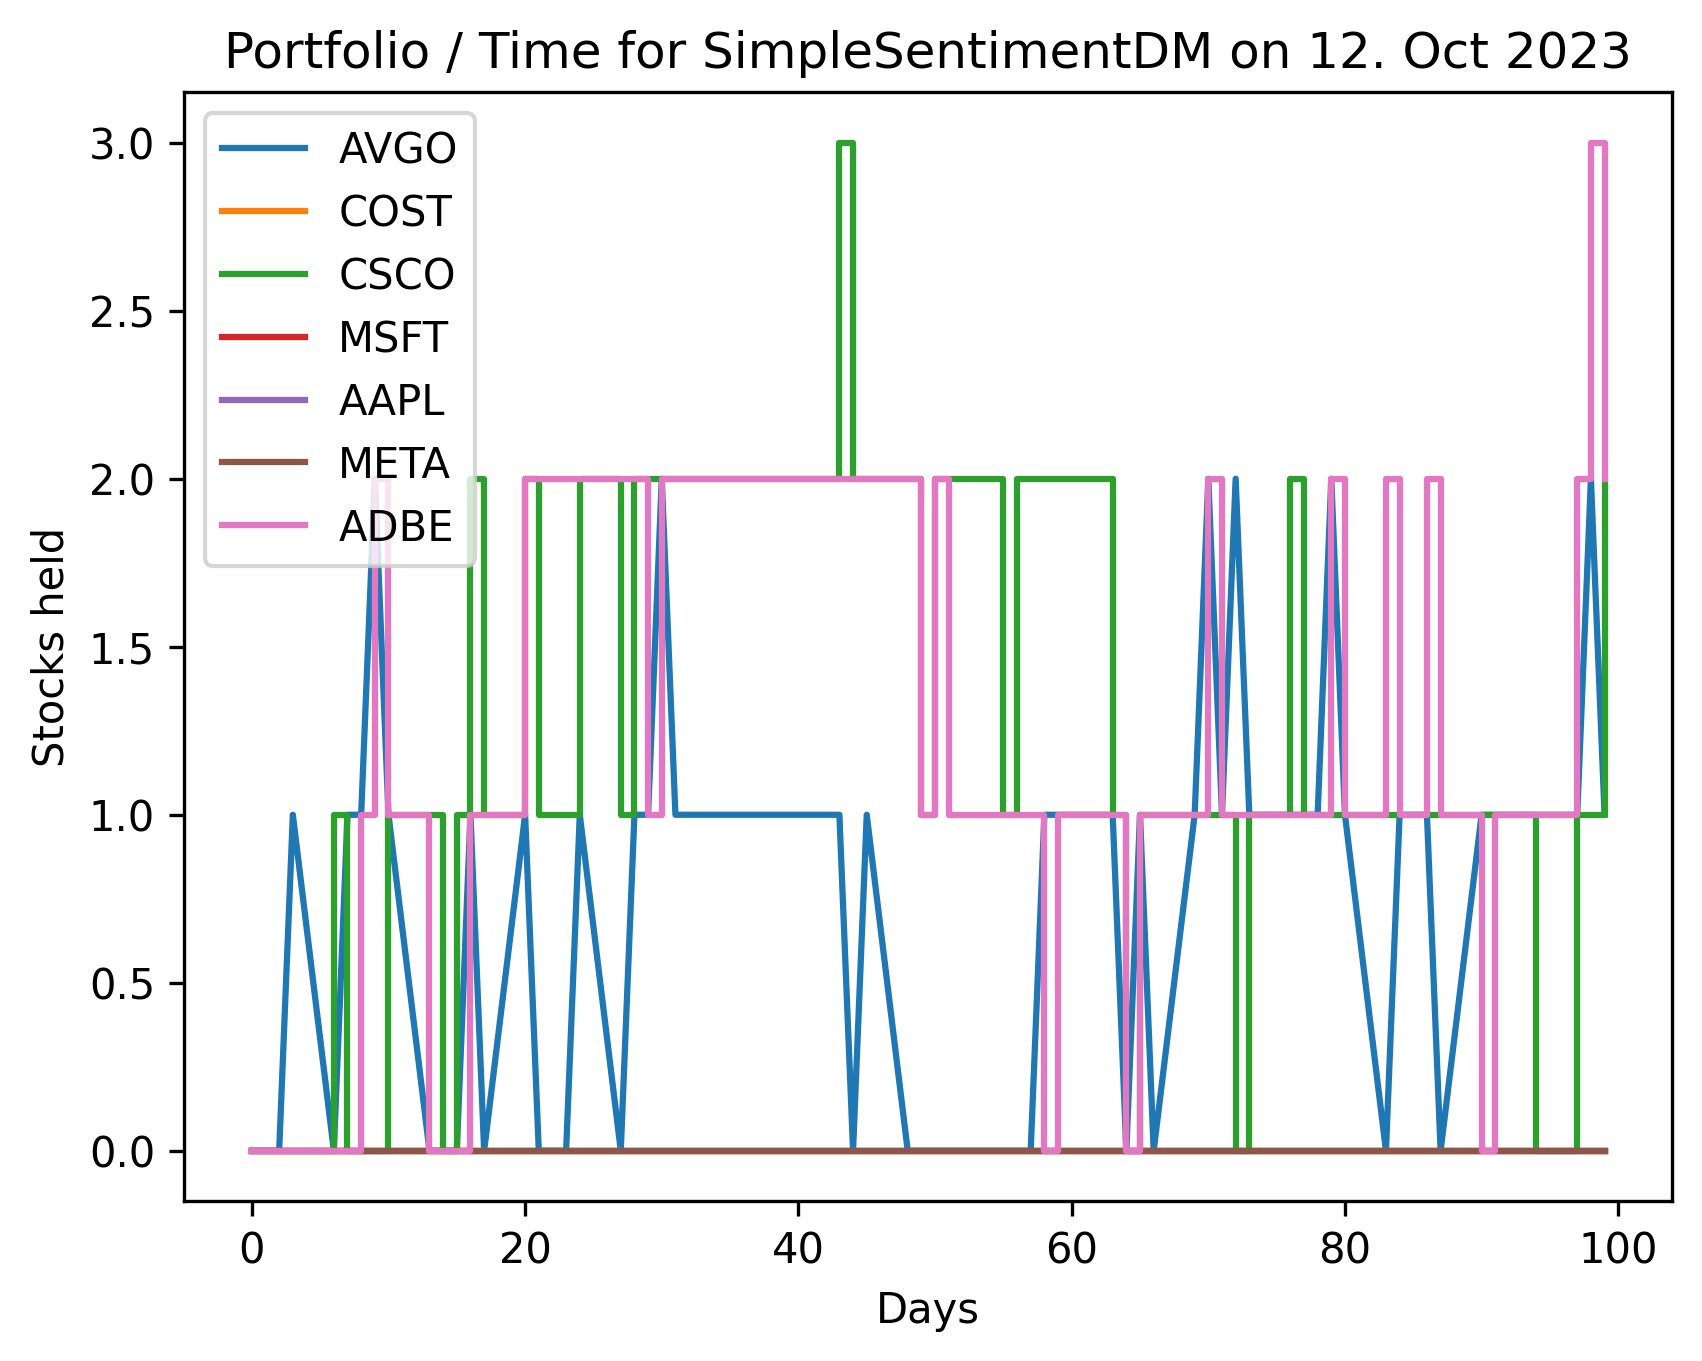 Portfolio / Time for SimpleSentimentDM on 12. Oct 2023
AVGO
COST
CSCO
MSFT
AAPL
META
ADBE
3.0
2.5
2.0
1.5
1.0
0.5
0.0
Stocks held
0 20 40 60 80 100
Days